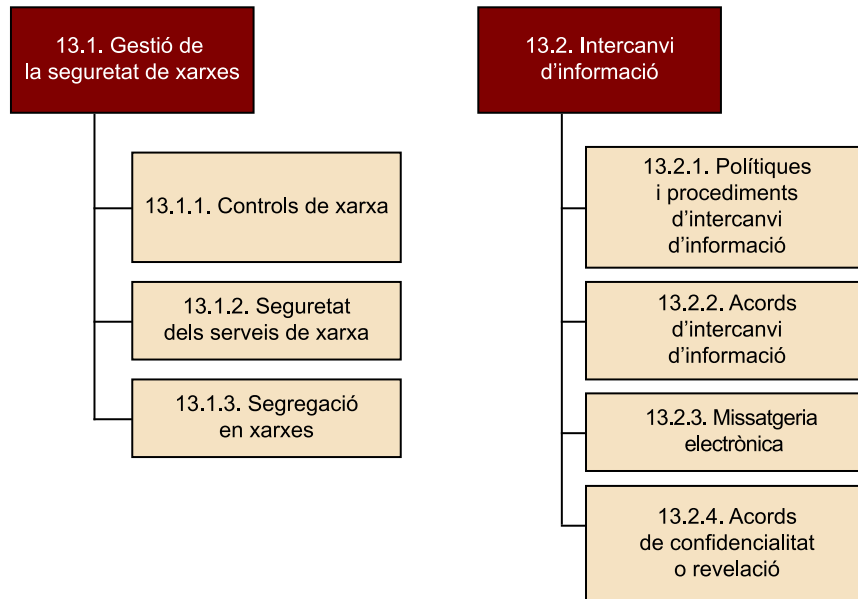 13.1. Gestió de
la seguretat de xarxes
13.1.1. Controls de xarxa
13.1.2. Seguretat
dels serveis de xarxa
13.1.3. Segregació
en xarxes
13.2. Intercanvi
d’informació
13.2.1. Polítiques
i procediments
d’intercanvi
d’informació
13.2.2. Acords
d’intercanvi
d’informació
13.2.3. Missatgeria
electrònica
13.2.4. Acords
de confidencialitat
o revelació